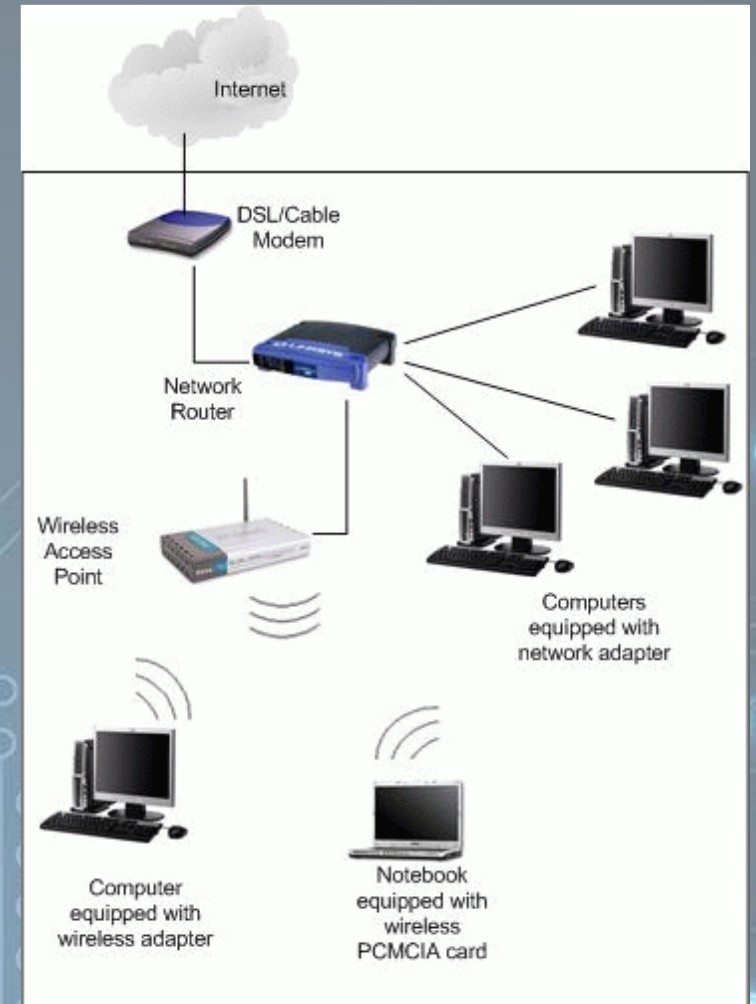 Internet
DSL/Cable
Modem
Network
Router
Wireless
Access
Point
Computers
equipped with
network adapter
Computer
equipped with
wireless adapter
Notebook
equipped with
wireless
PCMCIA card